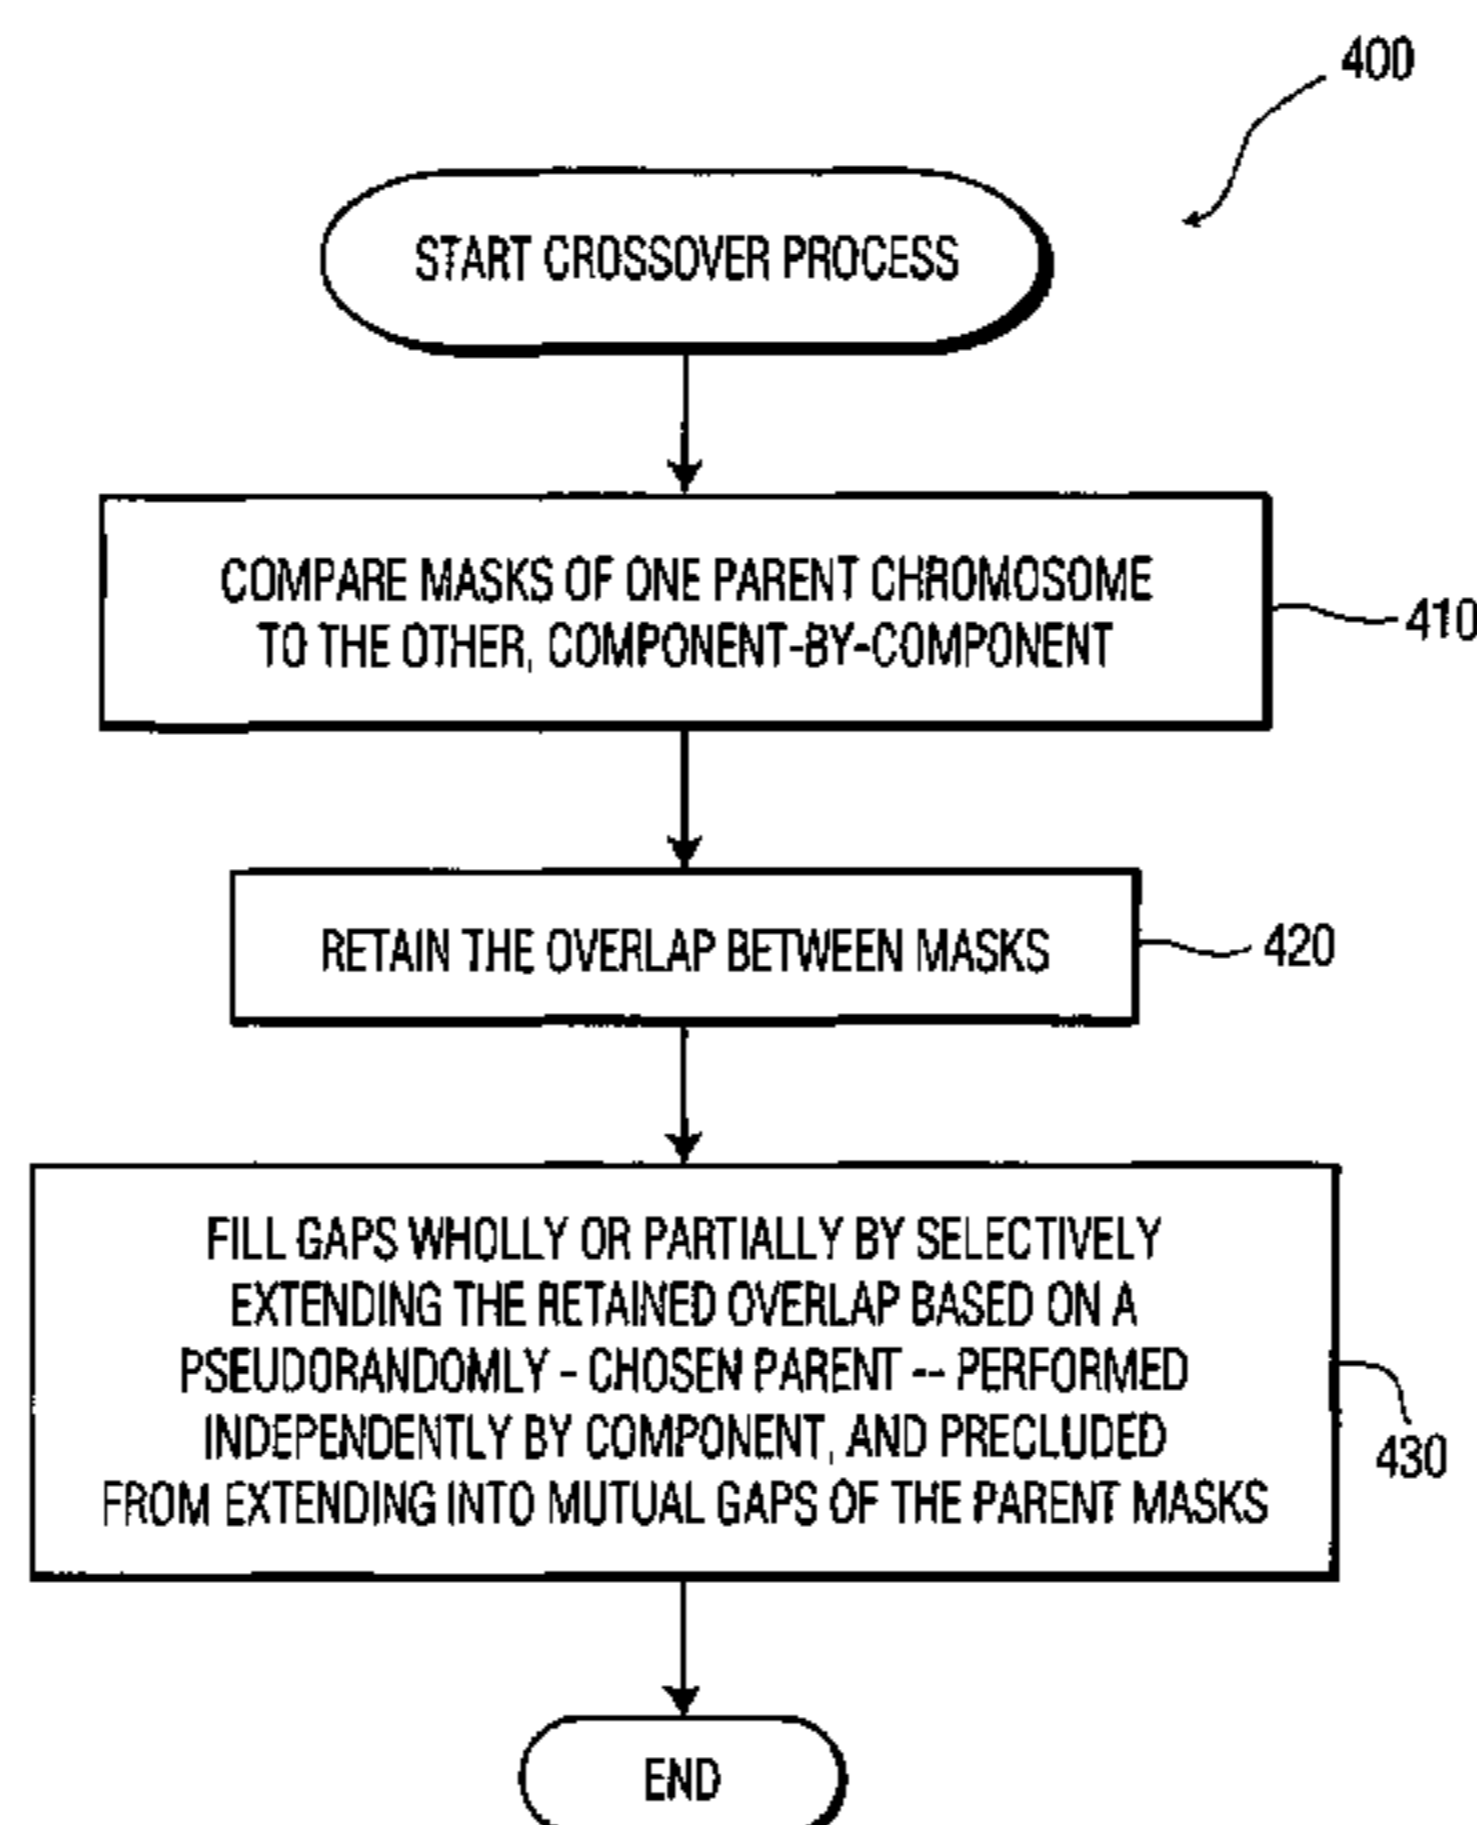 400
START CROSSOVER PROCESS
COMPARE MASKS OF ONE PARENT CHROMOSOME
TO THE OTHER, COMPONENT-BY-COMPONENT
410
RETAIN THE OVERLAP BETWEEN MASKS
420
FILL GAPS WHOLLY OR PARTIALLY BY SELECTIVELY
EXTENDING THE RETAINED OVERLAP BASED ON A
PSEUDORANDOMLY - CHOSEN PARENT -- PERFORMED
INDEPENDENTLY BY COMPONENT, AND PRECLUDED
FROM EXTENDING INTO MUTUAL GAPS OF THE PARENT MASKS
430
END